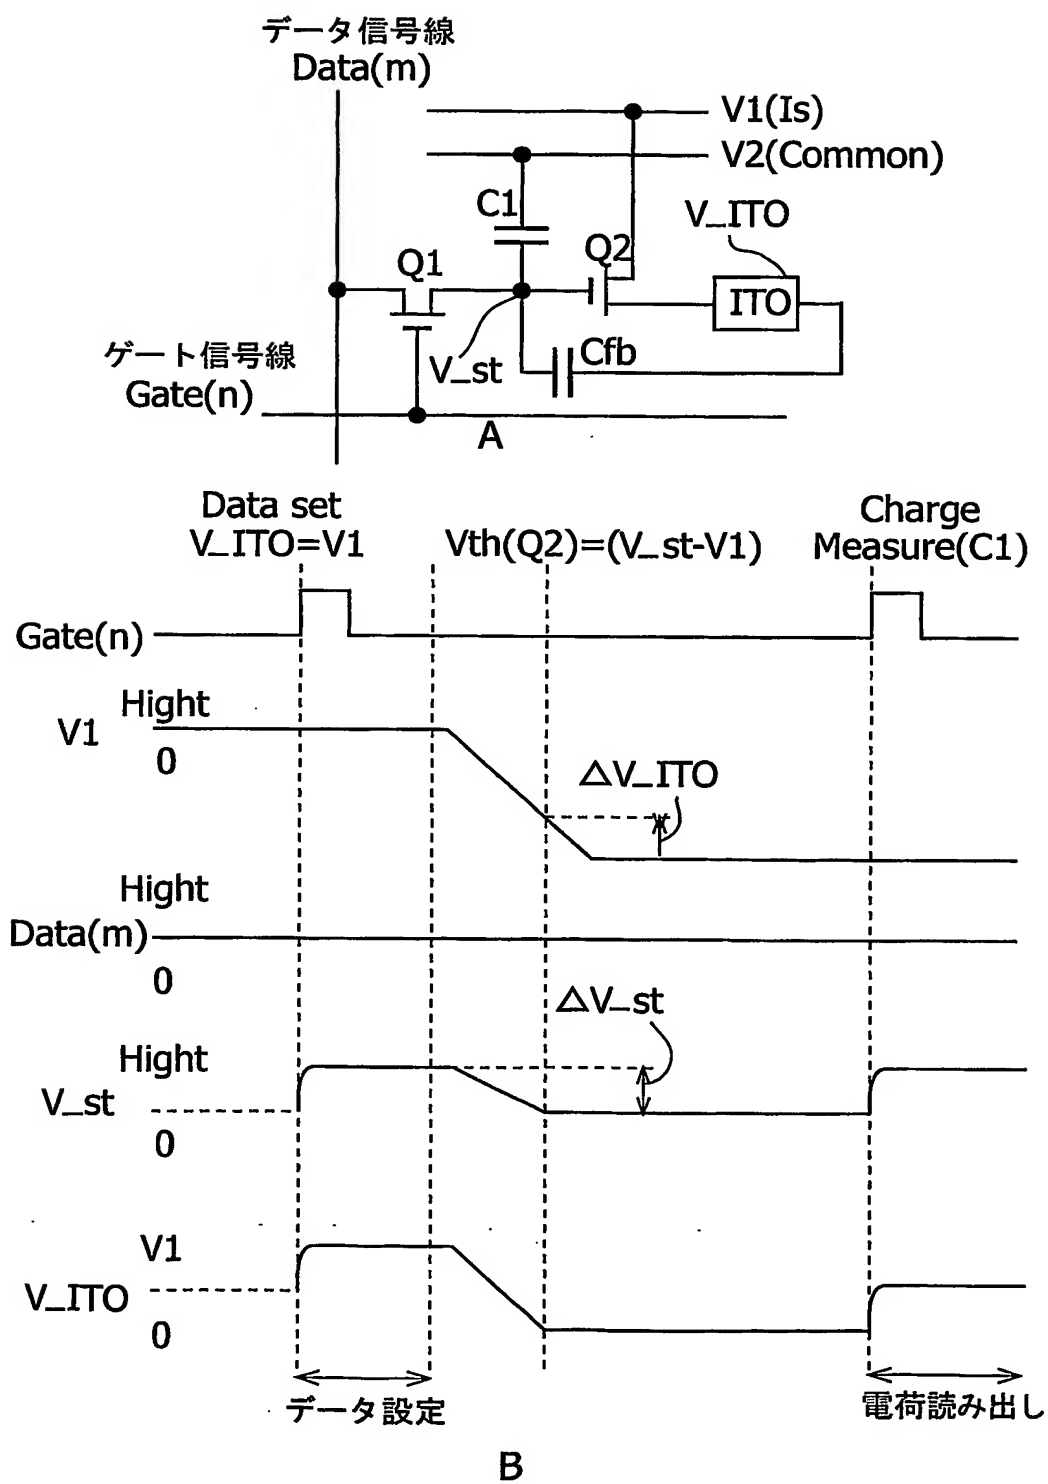 データ信号線
Data(m)
V1(Is)
V2(Common)
C1
V_ITO
Q1
Q2
ITO
ゲート信号線
Gate(n)
V_st
Cfb
A
Data set
V_ITO=V1
Vth(Q2)=(V_st-V1)
Charge
Measure(C1)
Gate(n)
Hight
V1
0
△V_ITO
Hight
Data(m)
0
△V_st
Hight
V_st
0
V1
V_ITO
0
データ設定
電荷読み出し
B